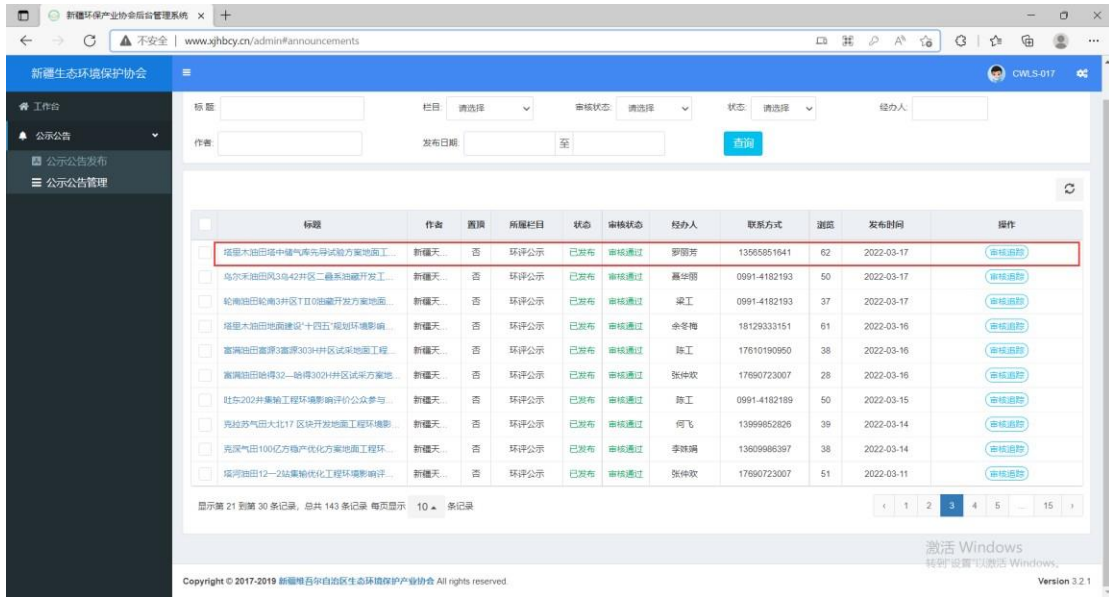 新疆环保产业协会后台管理系统
不安全 | www.xjhbcy.cn/admin#announcements
新疆生态环境保护协会
CWLS-017
工作台
公示公告
公示公告发布
公示公告管理
标题: 栏目: 请选择 审核状态: 请选择 状态: 请选择 经办人:
作者: 发布日期: 至 查询
标题 作者 置顶 所属栏目 状态 审核状态 经办人 联系方式 浏览 发布时间 操作
塔里木油田塔中储气库先导试验方案地面工... 新疆天... 否 环评公示 已发布 审核通过 罗丽芳 13565851641 62 2022-03-17 审核追踪
乌尔禾油田风3乌42井区二叠系油藏开发工... 新疆天... 否 环评公示 已发布 审核通过 聂华丽 0991-4182193 50 2022-03-17 审核追踪
轮南油田轮南3井区TⅡ0油藏开发方案地面... 新疆天... 否 环评公示 已发布 审核通过 梁工 0991-4182193 37 2022-03-17 审核追踪
塔里木油田地面建设“十四五”规划环境影响... 新疆天... 否 环评公示 已发布 审核通过 余冬梅 18129333151 61 2022-03-16 审核追踪
富满油田富源3富源303H井区试采地面工程... 新疆天... 否 环评公示 已发布 审核通过 陈工 17610190950 38 2022-03-16 审核追踪
富满油田哈得32—哈得302H井区试采方案地... 新疆天... 否 环评公示 已发布 审核通过 张仲欢 17690723007 28 2022-03-16 审核追踪
吐东202井集输工程环境影响评价公众参与... 新疆天... 否 环评公示 已发布 审核通过 陈工 0991-4182189 50 2022-03-15 审核追踪
克拉苏气田大北17 区块开发地面工程环境影... 新疆天... 否 环评公示 已发布 审核通过 何飞 13999852826 39 2022-03-14 审核追踪
克深气田100亿方稳产优化方案地面工程环... 新疆天... 否 环评公示 已发布 审核通过 李姝娟 13609986397 38 2022-03-14 审核追踪
塔河油田12—2站集输优化工程环境影响评... 新疆天... 否 环评公示 已发布 审核通过 张仲欢 17690723007 51 2022-03-11 审核追踪
显示第 21 到第 30 条记录，总共 143 条记录 每页显示 10 条记录
‹ 1 2 3 4 5 ... 15 ›
激活 Windows
转到“设置”以激活 Windows。
Copyright © 2017-2019 新疆维吾尔自治区生态环境保护产业协会 All rights reserved.
Version 3.2.1